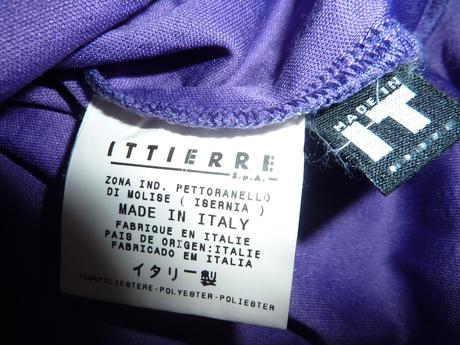 ITTIERRE
S.p.A.
ZONA IND. PETTORANELLO
DI MOLISE ( ISERNIA )
MADE IN ITALY
FABRIQUE EN ITALIE
PAIS DE ORIGEN:ITALIE
FABRICADO EM ITALIA
イタリー製
100%POLIESTERE-POLYESTER-POLIESTER
MADE IN
IT